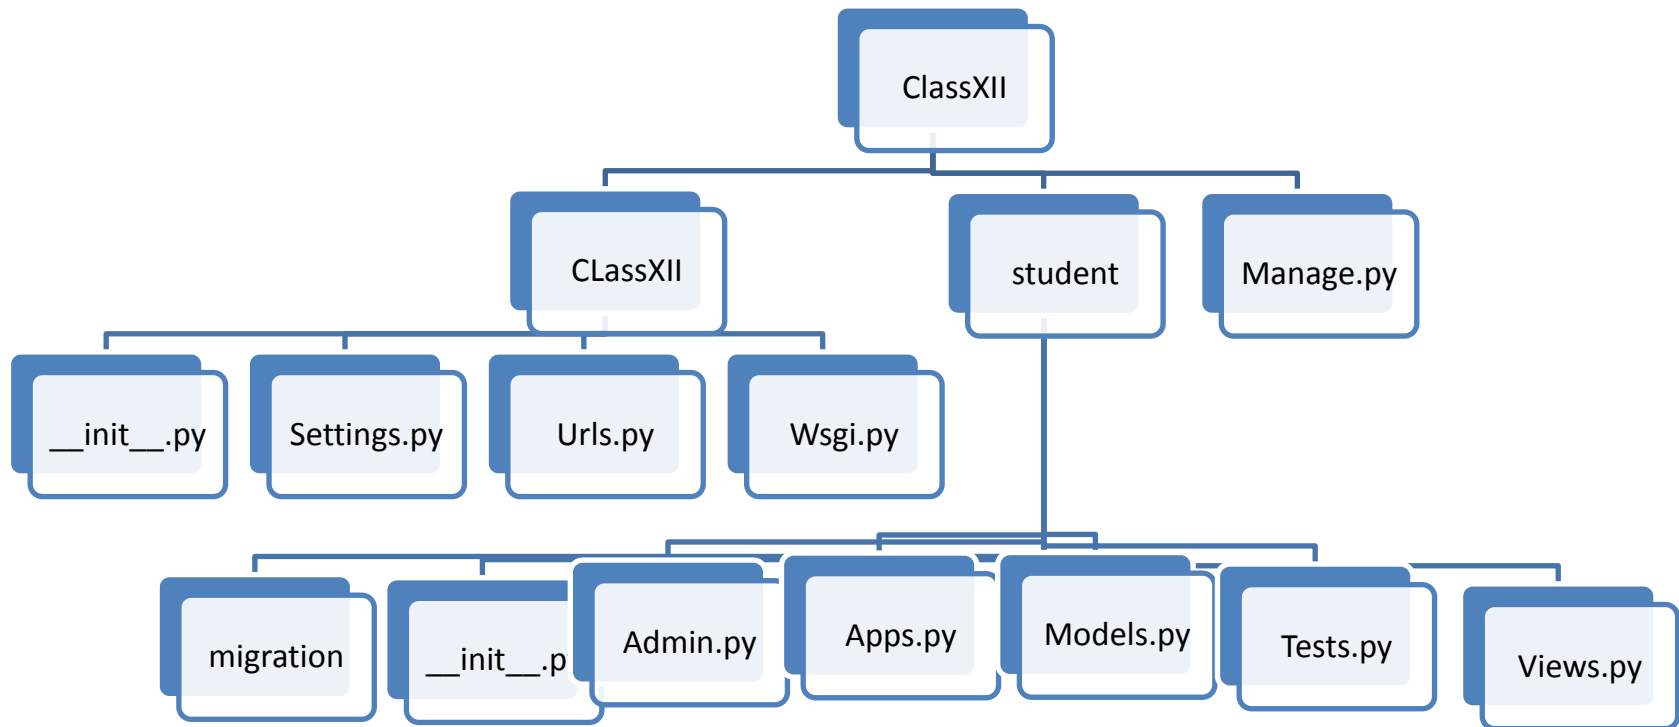 ClassXII
CLassXII
student
Manage.py
__init__.py
Settings.py
Urls.py
Wsgi.py
migration
__init__.p
Admin.py
Apps.py
Models.py
Tests.py
Views.py